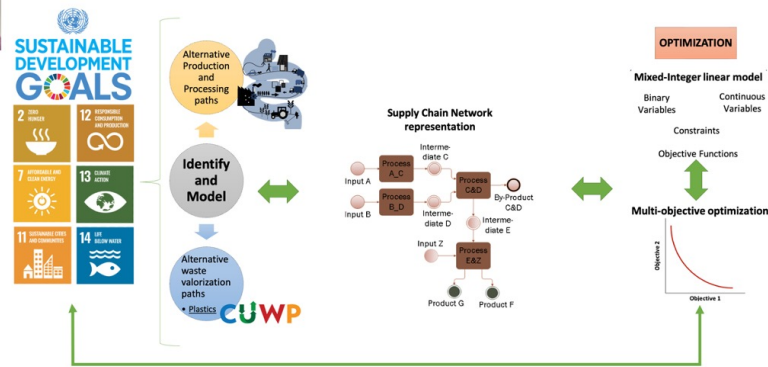 SUSTAINABLE
DEVELOPMENT
GOALS
2 ZERO
HUNGER
12 RESPONSIBLE
CONSUMPTION
AND PRODUCTION
7 AFFORDABLE AND
CLEAN ENERGY
13 CLIMATE
ACTION
11 SUSTAINABLE CITIES
AND COMMUNITIES
14 LIFE
BELOW WATER
Alternative
Production
and
Processing
paths
Identify
and
Model
Alternative
waste
valorization
paths
• Plastics
CUWP
Supply Chain Network
representation
Input A
Process
A_C
Interme-
diate C
Process
C&D
By-Product
C&D
Input B
Process
B_D
Interme-
diate D
Interme-
diate E
Input Z
Process
E&Z
Product G
Product F
OPTIMIZATION
Mixed-Integer linear model
Binary
Variables
Continuous
Variables
Constraints
Objective Functions
Multi-objective optimization
Objective 2
Objective 1